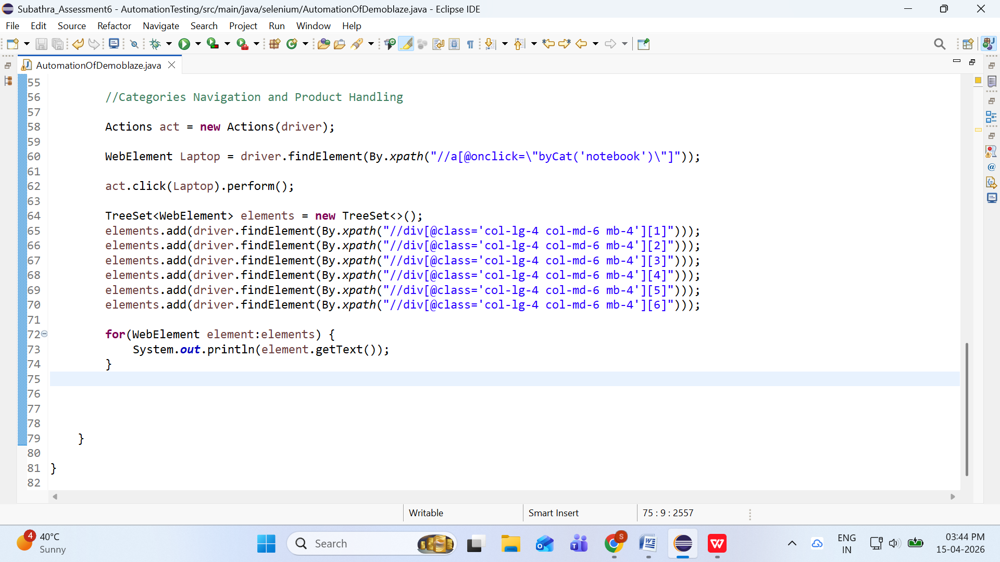 Subathra_Assessment6 - AutomationTesting/src/main/java/selenium/AutomationOfDemoblaze.java - Eclipse IDE
File Edit Source Refactor Navigate Search Project Run Window Help
AutomationOfDemoblaze.java
55
56 //Categories Navigation and Product Handling
57
58 Actions act = new Actions(driver);
59
60 WebElement Laptop = driver.findElement(By.xpath("//a[@onclick=\"byCat('notebook')\"]"));
61
62 act.click(Laptop).perform();
63
64 TreeSet<WebElement> elements = new TreeSet<>();
65 elements.add(driver.findElement(By.xpath("//div[@class='col-lg-4 col-md-6 mb-4'][1]")));
66 elements.add(driver.findElement(By.xpath("//div[@class='col-lg-4 col-md-6 mb-4'][2]")));
67 elements.add(driver.findElement(By.xpath("//div[@class='col-lg-4 col-md-6 mb-4'][3]")));
68 elements.add(driver.findElement(By.xpath("//div[@class='col-lg-4 col-md-6 mb-4'][4]")));
69 elements.add(driver.findElement(By.xpath("//div[@class='col-lg-4 col-md-6 mb-4'][5]")));
70 elements.add(driver.findElement(By.xpath("//div[@class='col-lg-4 col-md-6 mb-4'][6]")));
71
72 for(WebElement element:elements) {
73 System.out.println(element.getText());
74 }
75
76
77
78
79 }
80
81 }
82
Writable Smart Insert 75 : 9 : 2557
4 40°C
Sunny
Search
S
ENG
IN
03:44 PM
15-04-2026